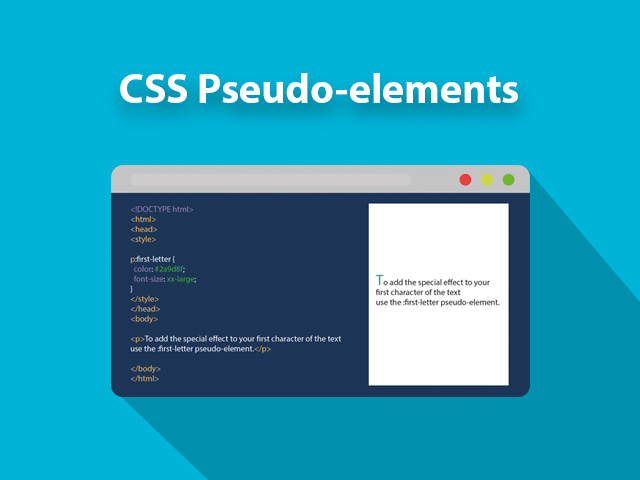 CSS Pseudo-elements
<!DOCTYPE html>
<html>
<head>
<style>
p:first-letter {
color: #2a9d8f;
font-size: xx-large;
}
</style>
</head>
<body>
<p>To add the special effect to your first character of the text
use the :first-letter pseudo-element.</p>
</body>
</html>
To add the special effect to your
first character of the text
use the :first-letter pseudo-element.